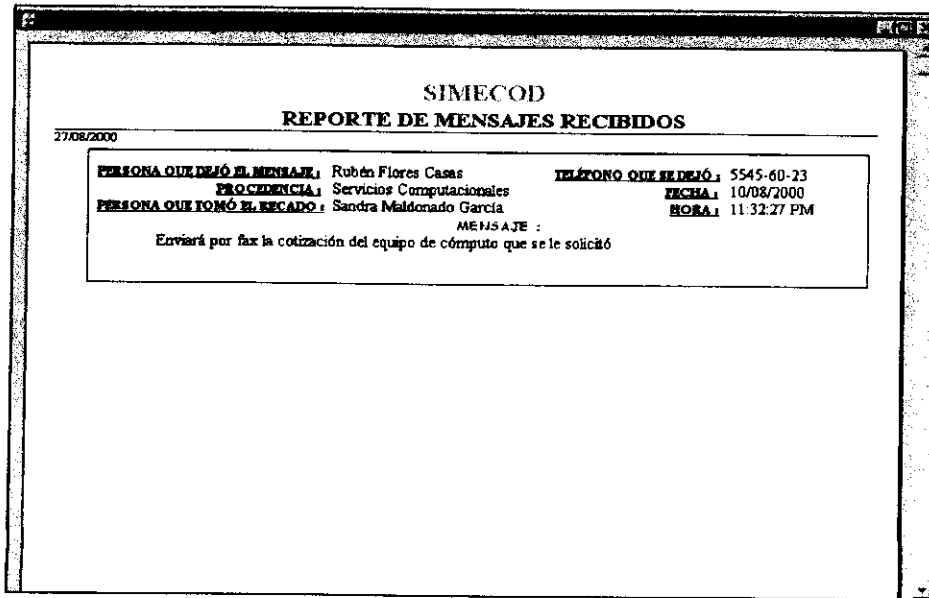 SIMECOD
REPORTE DE MENSAJES RECIBIDOS
27/08/2000
PERSONA QUE DEJÓ EL MENSAJE : Rubén Flores Casas TELÉFONO QUE SE DEJÓ : 5545-60-23
PROCEDENCIA : Servicios Computacionales FECHA : 10/08/2000
PERSONA QUE TOMÓ EL RECADO : Sandra Maldonado García HORA : 11:32:27 PM
MENSAJE :
Enviará por fax la cotización del equipo de cómputo que se le solicitó